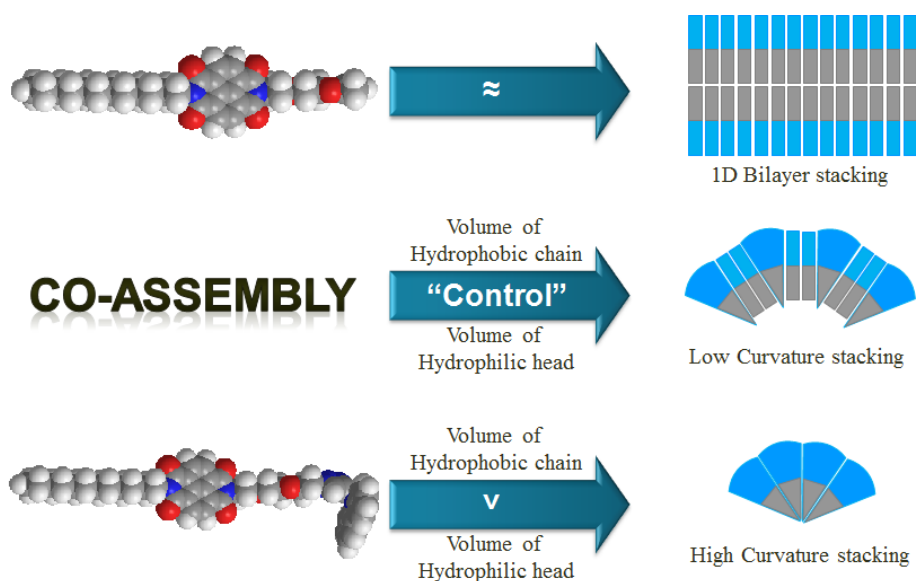 ≈
1D Bilayer stacking
Volume of
Hydrophobic chain
CO-ASSEMBLY
“Control”
Volume of
Hydrophilic head
Low Curvature stacking
Volume of
Hydrophobic chain
v
Volume of
Hydrophilic head
High Curvature stacking